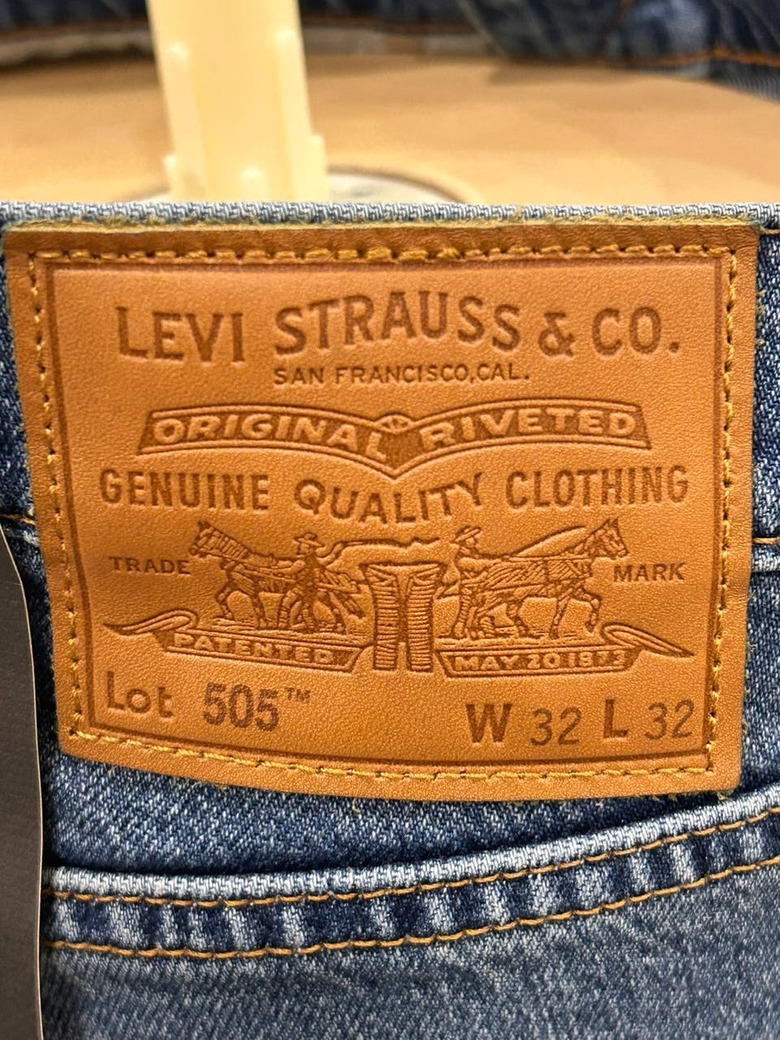 LEVI STRAUSS & CO.
SAN FRANCISCO, CAL.
ORIGINAL RIVETED
GENUINE QUALITY CLOTHING
TRADE MARK
PATENTED MAY 20 1873
Lot 505™ W 32 L 32